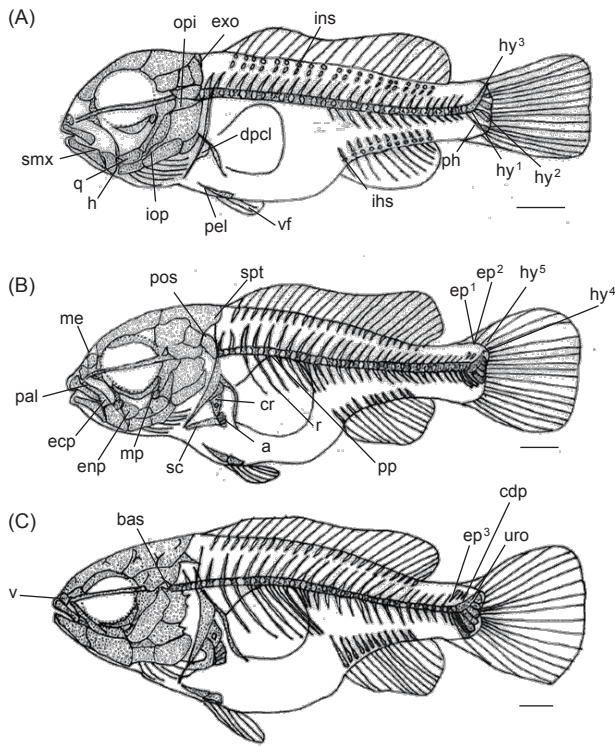 (A)
opi
exo
ins
hy³
smx
q
h
iop
dpcl
pel
vf
ihs
ph
hy¹
hy²
(B)
pos
spt
ep¹
ep²
hy⁵
hy⁴
me
pal
ecp
enp
mp
sc
cr
a
r
pp
(C)
bas
cdp
ep³
uro
v